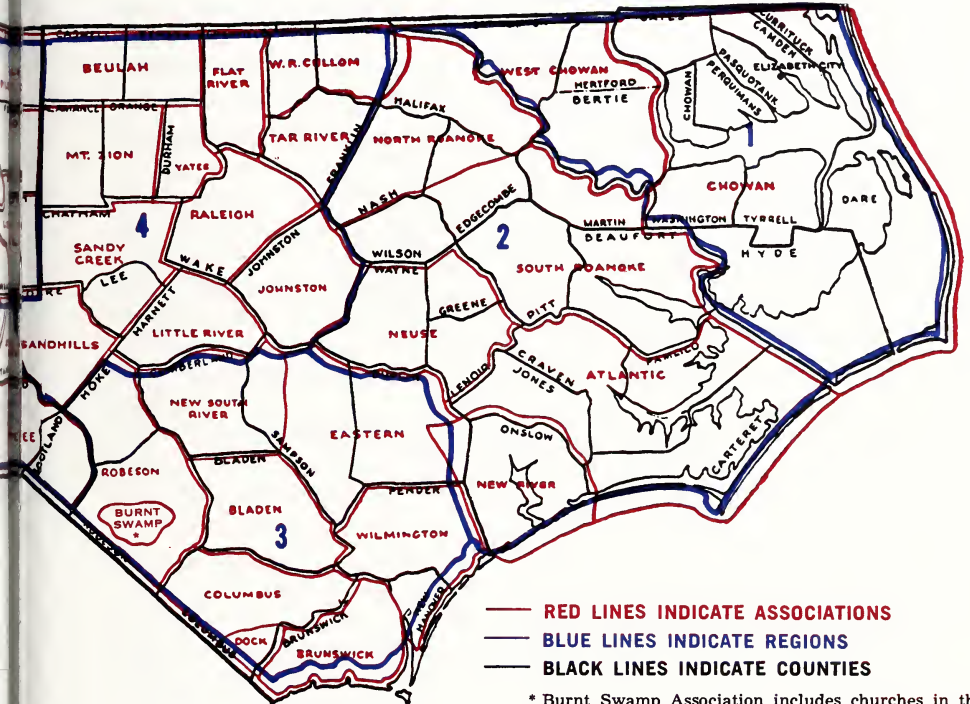 BEULAH
FLAT
RIVER
W. R. CULLOM
WEST CHOWAN
HERTFORD
BERTIE
CURRITUCK
CAMDEN
ELIZABETH CITY
PASQUOTANK
PERQUIMANS
CHOWAN
1
ORANGE
HALIFAX
TAR RIVER
FRANKLIN
NORTH ROANOKE
MT. ZION
DURHAM
YATES
CHOWAN
DARE
CHATHAM
4
RALEIGH
NASH
EDGECOMBE
MARTIN
WASHINGTON
TYRRELL
BEAUFORT
HYDE
SANDY
CREEK
LEE
WAKE
JOHNSTON
WILSON
WAYNE
2
SOUTH ROANOKE
JOHNSTON
HARNETT
GREENE
PITT
SANDHILLS
LITTLE RIVER
NEUSE
PAMLICO
HOKE
LENOIR
CRAVEN
JONES
ATLANTIC
NEW SOUTH
RIVER
SAMPSON
EASTERN
ONSLOW
CARTERET
SCOTLAND
ROBESON
BLADEN
PENDER
NEW RIVER
BURNT
SWAMP
*
BLADEN
3
WILMINGTON
COLUMBUS
NEW
HANOVER
DOCK
BRUNSWICK
BRUNSWICK
COLUMBUS
RED LINES INDICATE ASSOCIATIONS
BLUE LINES INDICATE REGIONS
BLACK LINES INDICATE COUNTIES
* Burnt Swamp Association includes churches in th